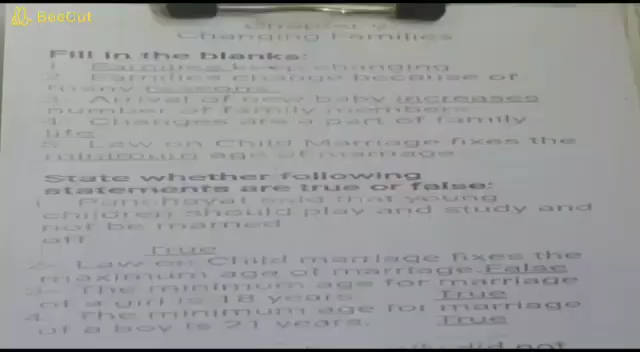 BeeCut
Changing Families
Fill in the blanks:
1. Families keep changing
2. Families change because of
many reasons.
3. Arrival of new baby increases
number of family members.
4. Changes are a part of family
life.
5. Law on Child Marriage fixes the
minimum age of marriage.
State whether following
statements are true or false:
1. Panchayat said that young
children should play and study and
not be married
off.
True
2. Law on Child marriage fixes the
maximum age of marriage. False
3. The minimum age for marriage
of a girl is 18 years. True
4. The minimum age for marriage
of a boy is 21 years. True
did not